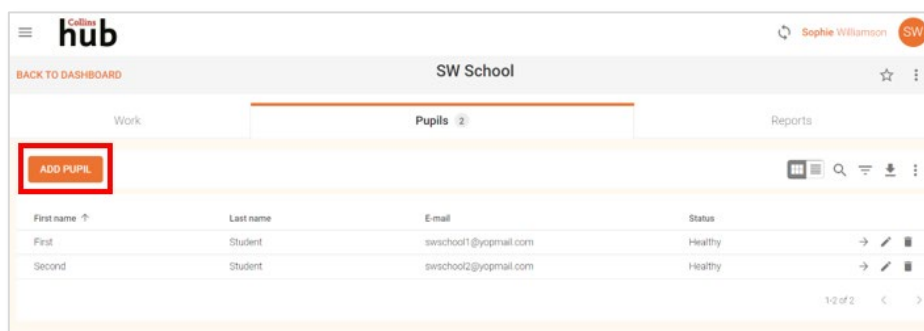 Collins
hub
Sophie Williamson SW
BACK TO DASHBOARD SW School
Work Pupils 2 Reports
ADD PUPIL
First name ↑ Last name E-mail Status
First Student swschool1@yopmail.com Healthy
Second Student swschool2@yopmail.com Healthy
1-2 of 2